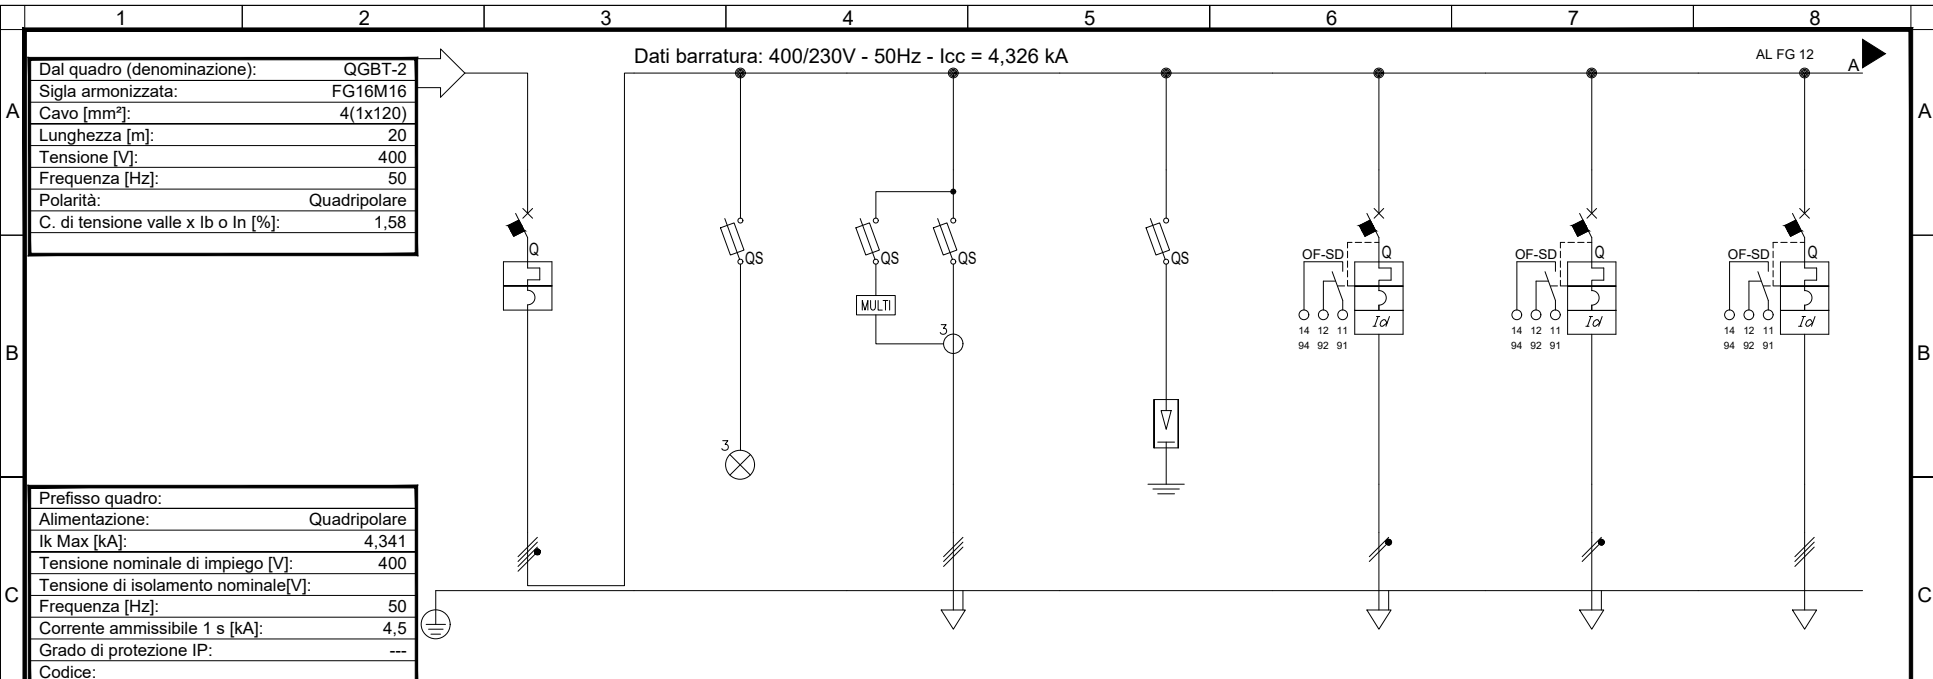 1 2 3 4 5 6 7 8
Dati barratura: 400/230V - 50Hz - Icc = 4,326 kA
AL FG 12
A
A
A
Dal quadro (denominazione): QGBT-2
Sigla armonizzata: FG16M16
Cavo [mm²]: 4(1x120)
Lunghezza [m]: 20
Tensione [V]: 400
Frequenza [Hz]: 50
Polarità: Quadripolare
C. di tensione valle x Ib o In [%]: 1,58
Q
QS
QS
QS
QS
MULTI
3
3
OF-SD Q
Id
14 12 11
94 92 91
OF-SD Q
Id
14 12 11
94 92 91
OF-SD Q
Id
14 12 11
94 92 91
B
B
Prefisso quadro:
Alimentazione: Quadripolare
Ik Max [kA]: 4,341
Tensione nominale di impiego [V]: 400
Tensione di isolamento nominale[V]:
Frequenza [Hz]: 50
Corrente ammissibile 1 s [kA]: 4,5
Grado di protezione IP: ---
Codice:
C
C